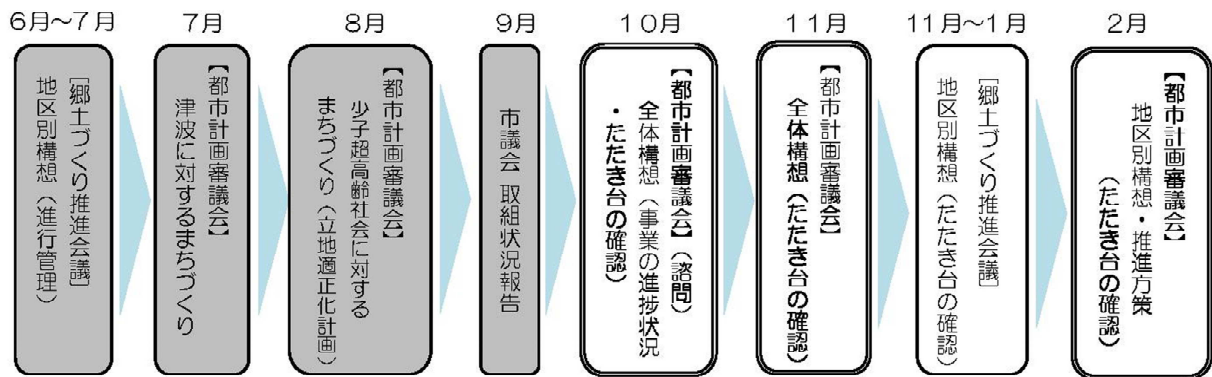 6月～7月
[郷土づくり推進会議]
地区別構想（進行管理）
7月
【都市計画審議会】
津波に対するまちづくり
8月
【都市計画審議会】
少子超高齢社会に対する
まちづくり（立地適正化計画）
9月
市議会 取組状況報告
10月
【都市計画審議会】（諮問）
全体構想（事業の進捗状況
・たたき台の確認）
11月
【都市計画審議会】
全体構想（たたき台の確認）
11月～1月
[郷土づくり推進会議]
地区別構想（たたき台の確認）
2月
【都市計画審議会】
地区別構想・推進方策
（たたき台の確認）